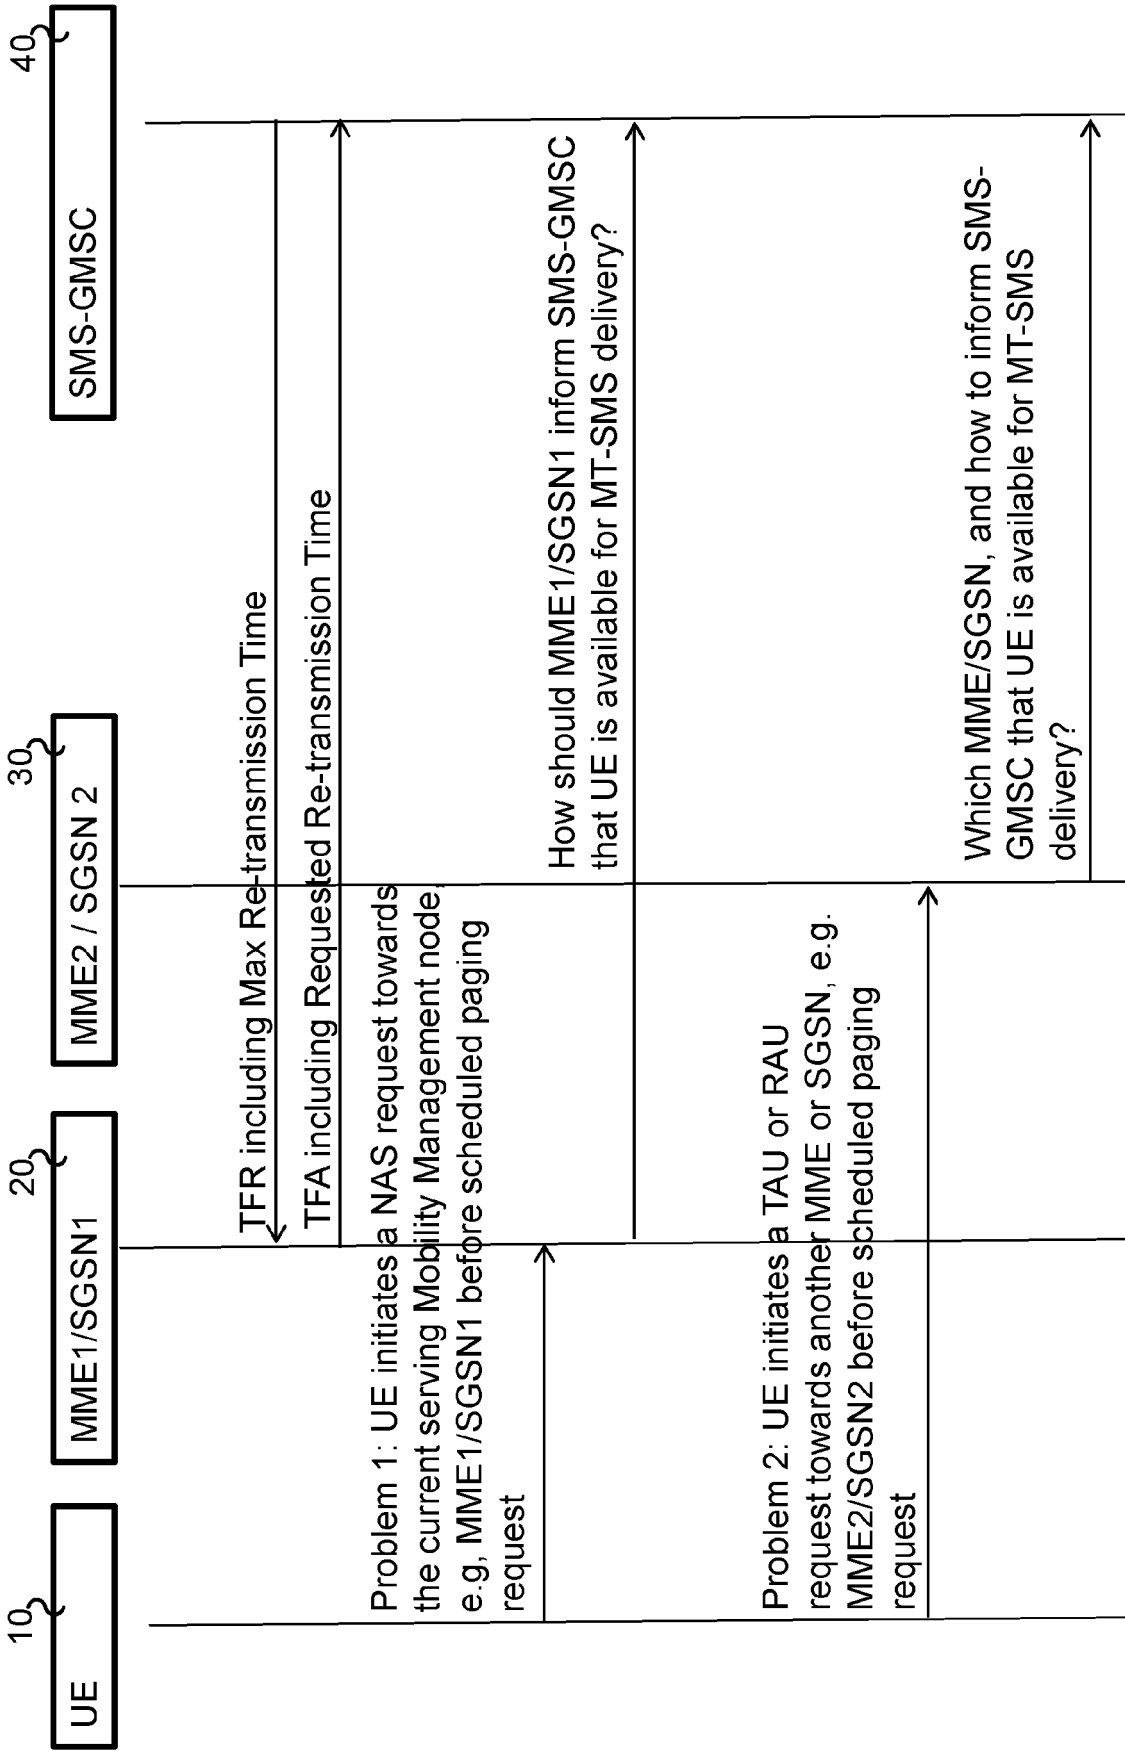 10
20
30
40
UE
MME1/SGSN1
MME2 / SGSN 2
SMS-GMSC
TFR including Max Re-transmission Time
TFA including Requested Re-transmission Time
Problem 1: UE initiates a NAS request towards
the current serving Mobility Management node,
e.g, MME1/SGSN1 before scheduled paging
request
How should MME1/SGSN1 inform SMS-GMSC
that UE is available for MT-SMS delivery?
Problem 2: UE initiates a TAU or RAU
request towards another MME or SGSN, e.g.
MME2/SGSN2 before scheduled paging
request
Which MME/SGSN, and how to inform SMS-
GMSC that UE is available for MT-SMS
delivery?